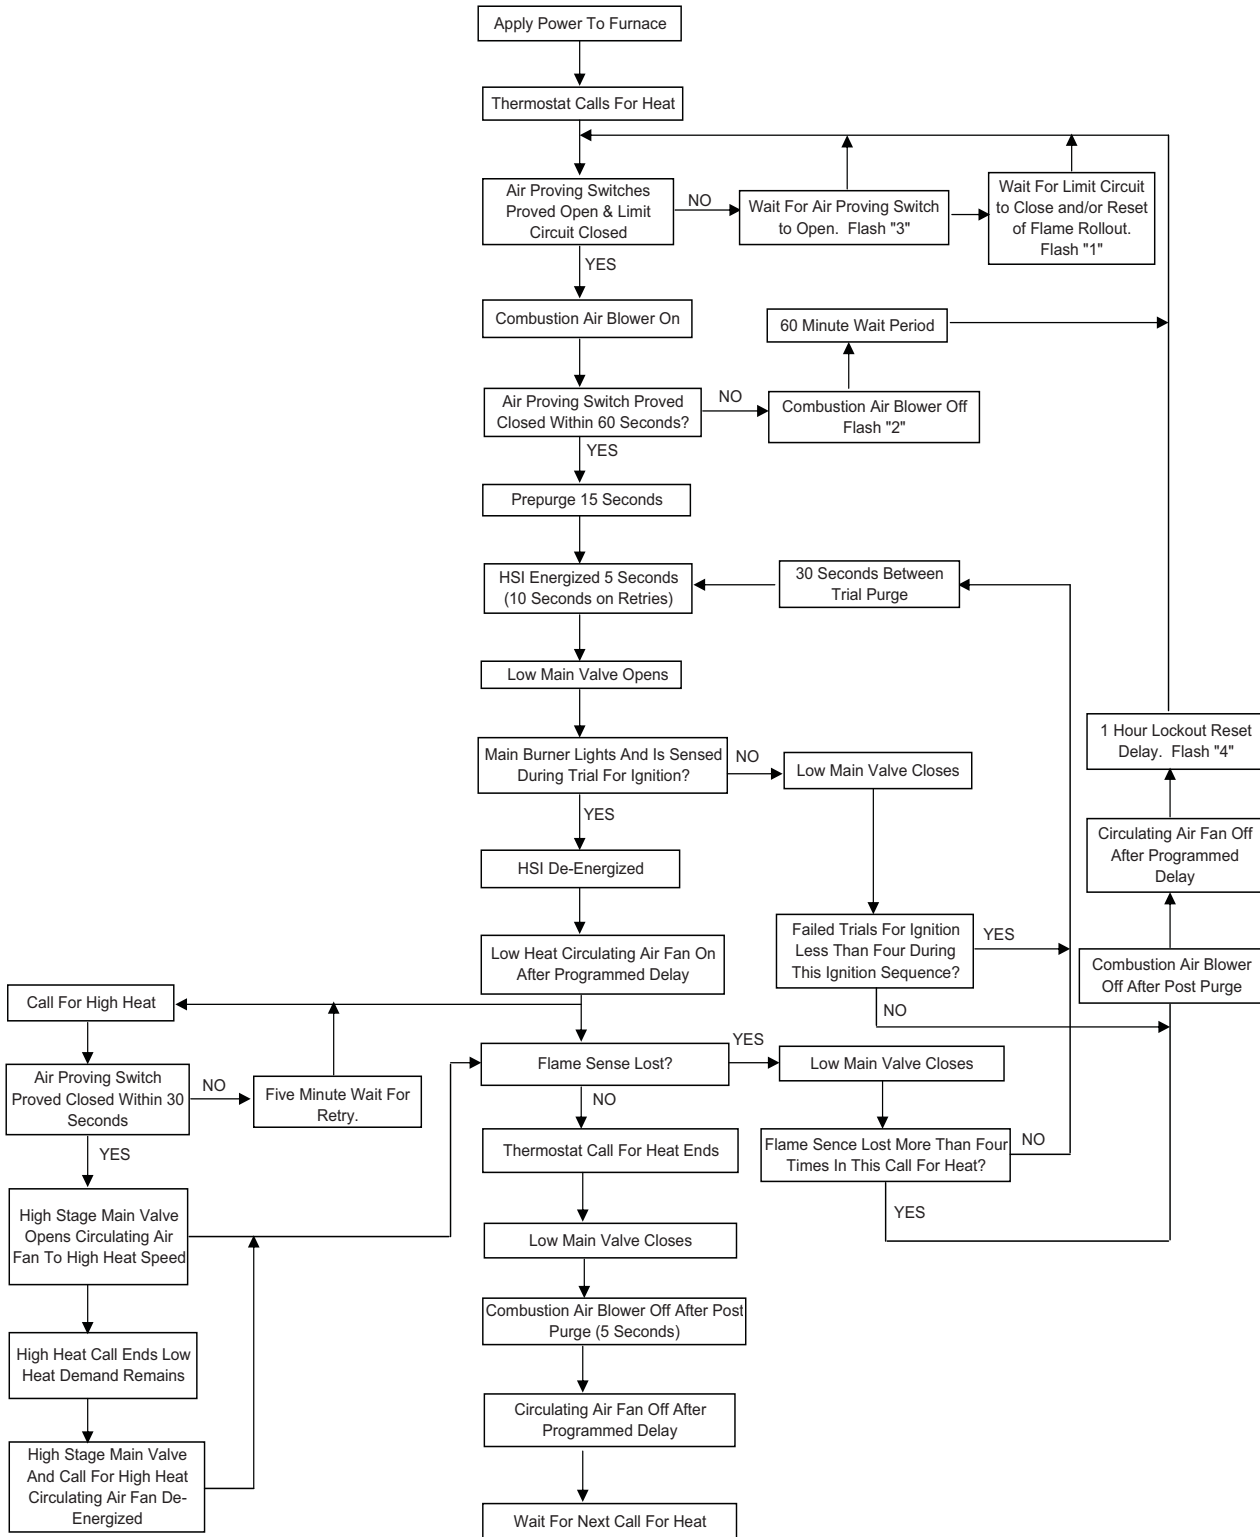 Apply Power To Furnace
Thermostat Calls For Heat
Air Proving Switches
Proved Open & Limit
Circuit Closed
NO
Wait For Air Proving Switch
to Open.  Flash "3"
Wait For Limit Circuit
to Close and/or Reset
of Flame Rollout.
Flash "1"
YES
Combustion Air Blower On
60 Minute Wait Period
Air Proving Switch Proved
Closed Within 60 Seconds?
NO
Combustion Air Blower Off
Flash "2"
YES
Prepurge 15 Seconds
HSI Energized 5 Seconds
(10 Seconds on Retries)
30 Seconds Between
Trial Purge
Low Main Valve Opens
Main Burner Lights And Is Sensed
During Trial For Ignition?
NO
Low Main Valve Closes
1 Hour Lockout Reset
Delay.  Flash "4"
YES
HSI De-Energized
Circulating Air Fan Off
After Programmed
Delay
Low Heat Circulating Air Fan On
After Programmed Delay
Failed Trials For Ignition
Less Than Four During
This Ignition Sequence?
YES
Combustion Air Blower
Off After Post Purge
NO
Call For High Heat
Flame Sense Lost?
YES
Low Main Valve Closes
Air Proving Switch
Proved Closed Within 30
Seconds
NO
Five Minute Wait For
Retry.
NO
YES
Thermostat Call For Heat Ends
Flame Sence Lost More Than Four
Times In This Call For Heat?
NO
YES
High Stage Main Valve
Opens Circulating Air
Fan To High Heat Speed
Low Main Valve Closes
Combustion Air Blower Off After Post
Purge (5 Seconds)
High Heat Call Ends Low
Heat Demand Remains
Circulating Air Fan Off After
Programmed Delay
High Stage Main Valve
And Call For High Heat
Circulating Air Fan De-
Energized
Wait For Next Call For Heat